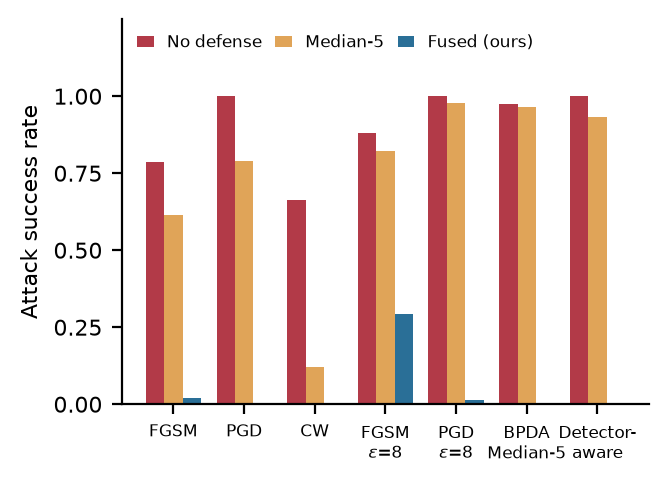 No defense Median-5 Fused (ours)
Attack success rate
1.00
0.75
0.50
0.25
0.00
FGSM PGD CW FGSM PGD BPDA Detector-
ε=8 ε=8 Median-5 aware